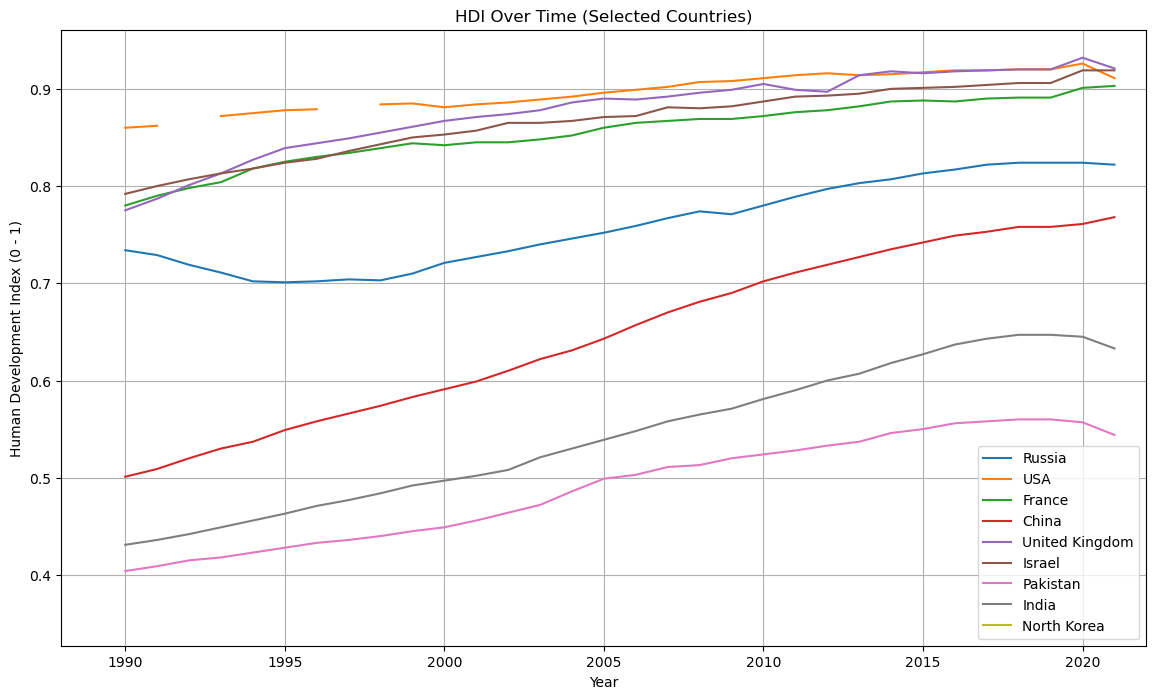 HDI Over Time (Selected Countries)
Human Development Index (0 - 1)
0.9
0.8
0.7
0.6
0.5
0.4
1990 1995 2000 2005 2010 2015 2020
Year
Russia
USA
France
China
United Kingdom
Israel
Pakistan
India
North Korea